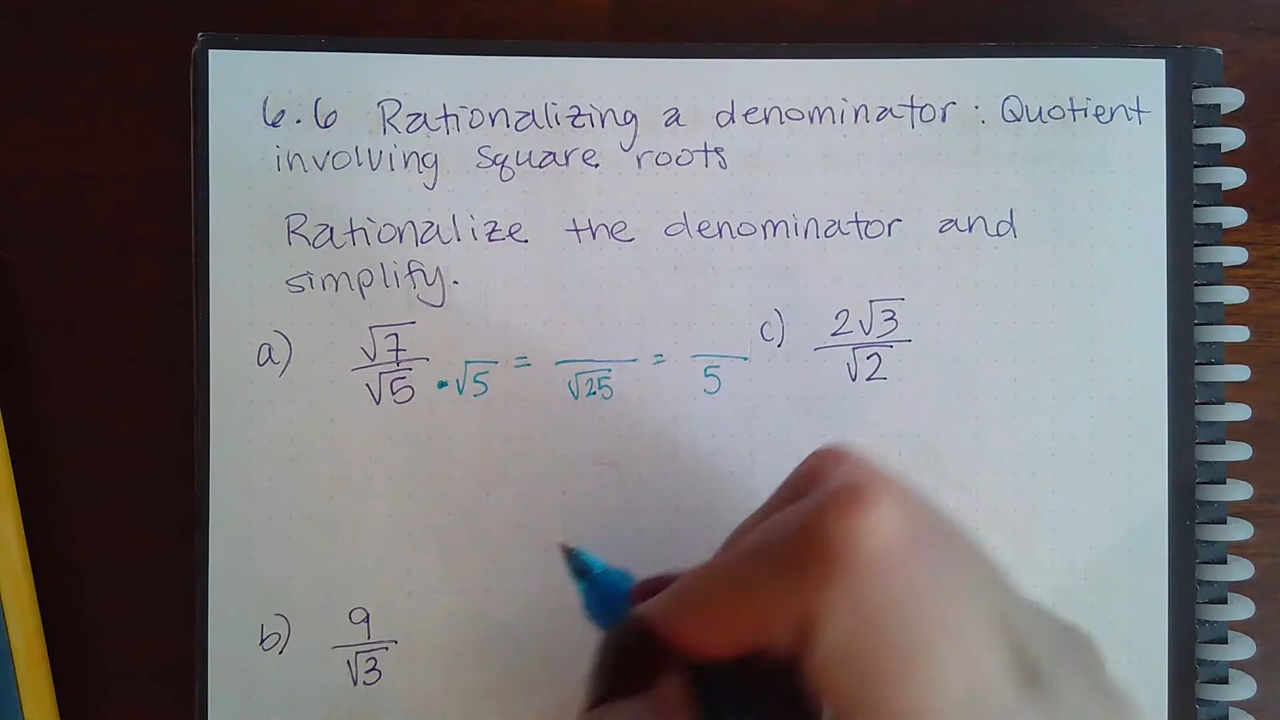 6.6 Rationalizing a denominator: Quotient
involving square roots
Rationalize the denominator and
simplify.
a) √7/√5 · √5 = /√25 = /5
c) 2√3/√2
b) 9/√3